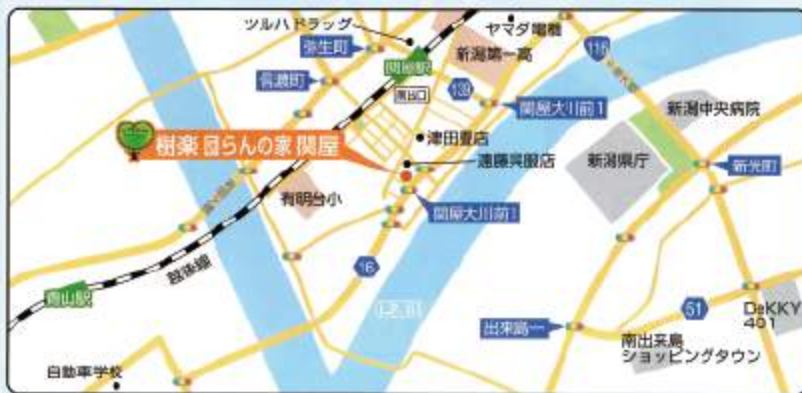 ツルハドラッグ
ヤマダ電機
弥生町
新潟第一高
116
関屋駅
信濃町
南出口
139
関屋大川前1
新潟中央病院
樹楽 団らんの家 関屋
津田畳店
遠藤呉服店
新潟県庁
新光町
有明台小
関屋大川前1
越後線
16
青山駅
51
DeKKY
401
出来島一
南出来島
ショッピングタウン
自動車学校